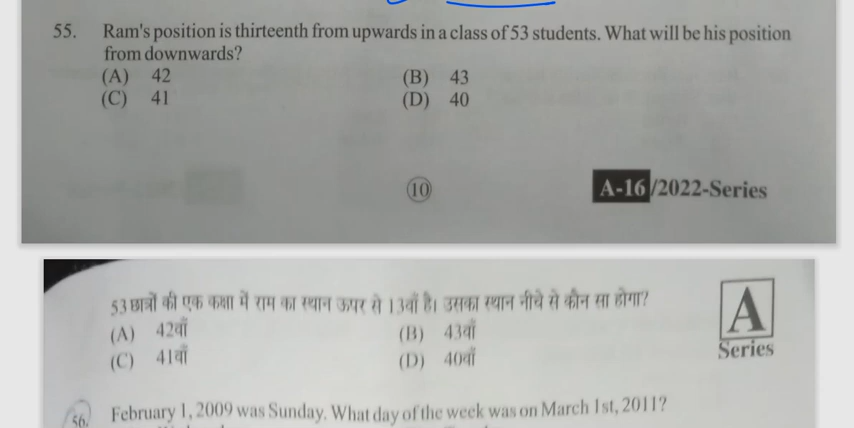 55. Ram's position is thirteenth from upwards in a class of 53 students. What will be his position
from downwards?
(A) 42 (B) 43
(C) 41 (D) 40
10 A-16/2022-Series
53 छात्रों की एक कक्षा में राम का स्थान ऊपर से 13वाँ है। उसका स्थान नीचे से कौन सा होगा?
(A) 42वाँ (B) 43वाँ
(C) 41वाँ (D) 40वाँ
A
Series
56. February 1, 2009 was Sunday. What day of the week was on March 1st, 2011?